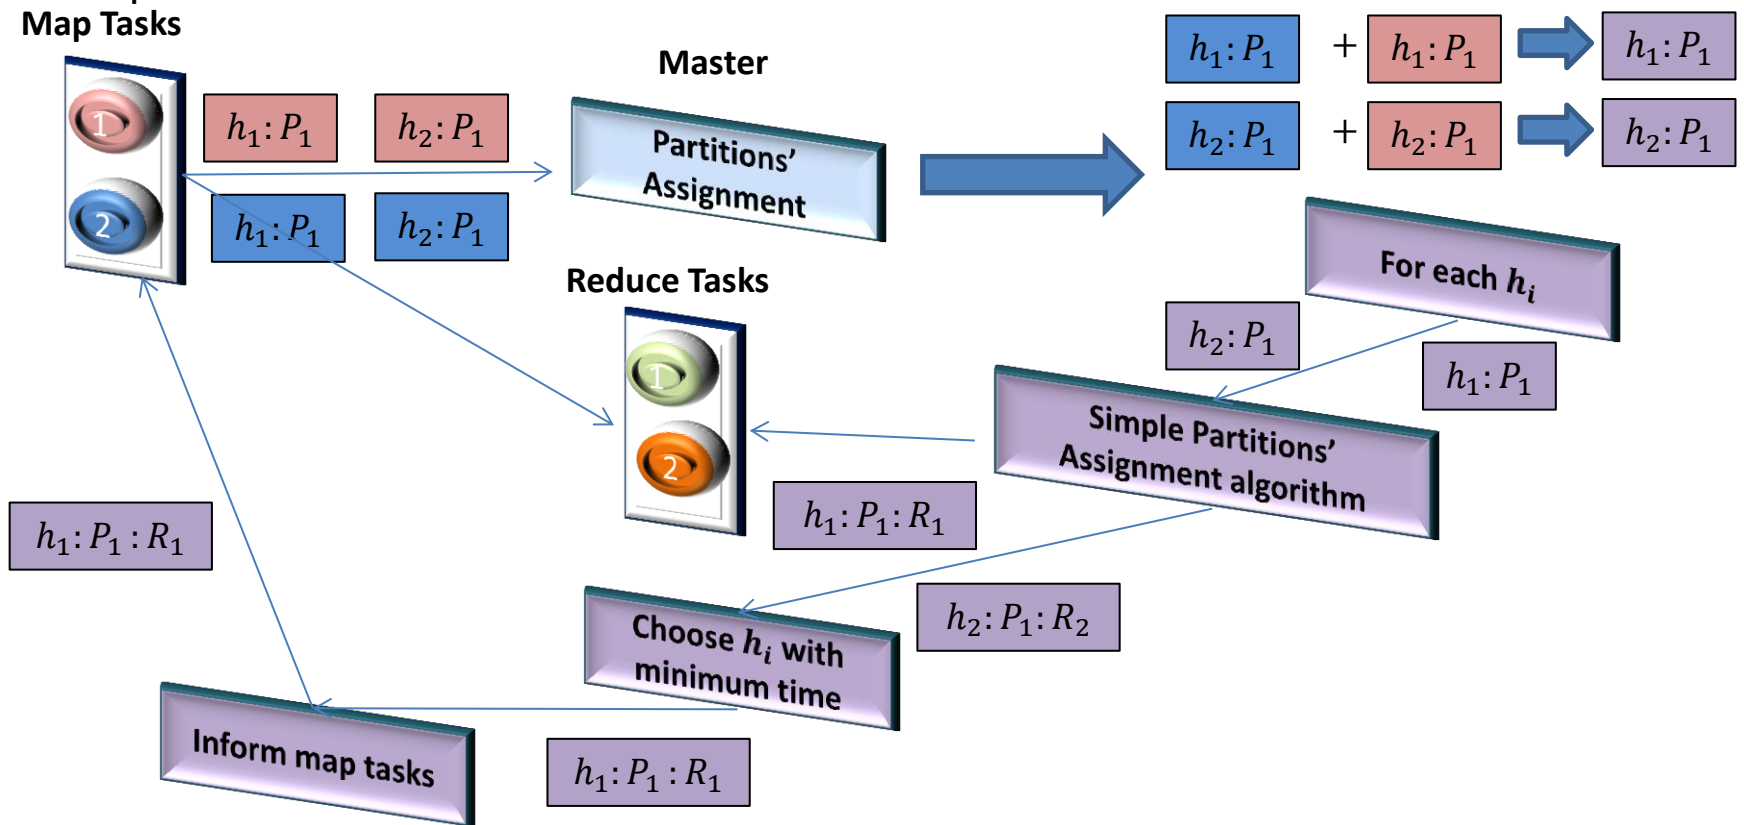 Map Tasks
1
2
h₁: P₁
h₂: P₁
h₁: P₁
h₂: P₁
Master
Partitions’
Assignment
h₁: P₁ + h₁: P₁ h₁: P₁
h₂: P₁ + h₂: P₁ h₂: P₁
For each hᵢ
h₂: P₁
h₁: P₁
Simple Partitions’
Assignment algorithm
Reduce Tasks
1
2
h₁: P₁: R₁
h₂: P₁: R₂
Choose hᵢ with
minimum time
h₁: P₁ : R₁
Inform map tasks
h₁: P₁ : R₁